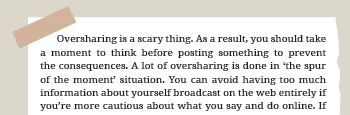 Oversharing is a scary thing. As a result, you should take
a moment to think before posting something to prevent
the consequences. A lot of oversharing is done in ‘the spur
of the moment’ situation. You can avoid having too much
information about yourself broadcast on the web entirely if
you’re more cautious about what you say and do online. If